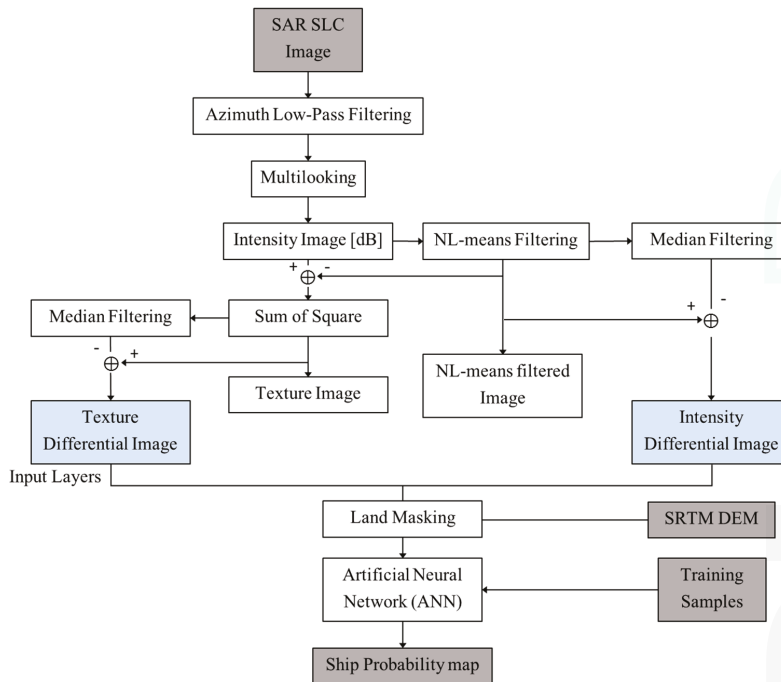 SAR SLC
Image
Azimuth Low-Pass Filtering
Multilooking
Intensity Image [dB]
NL-means Filtering
Median Filtering
+ -
- +
Median Filtering
Sum of Square
- +
NL-means filtered
Image
Texture Image
Texture
Differential Image
Intensity
Differential Image
Input Layers
Land Masking
SRTM DEM
Artificial Neural
Network (ANN)
Training
Samples
Ship Probability map